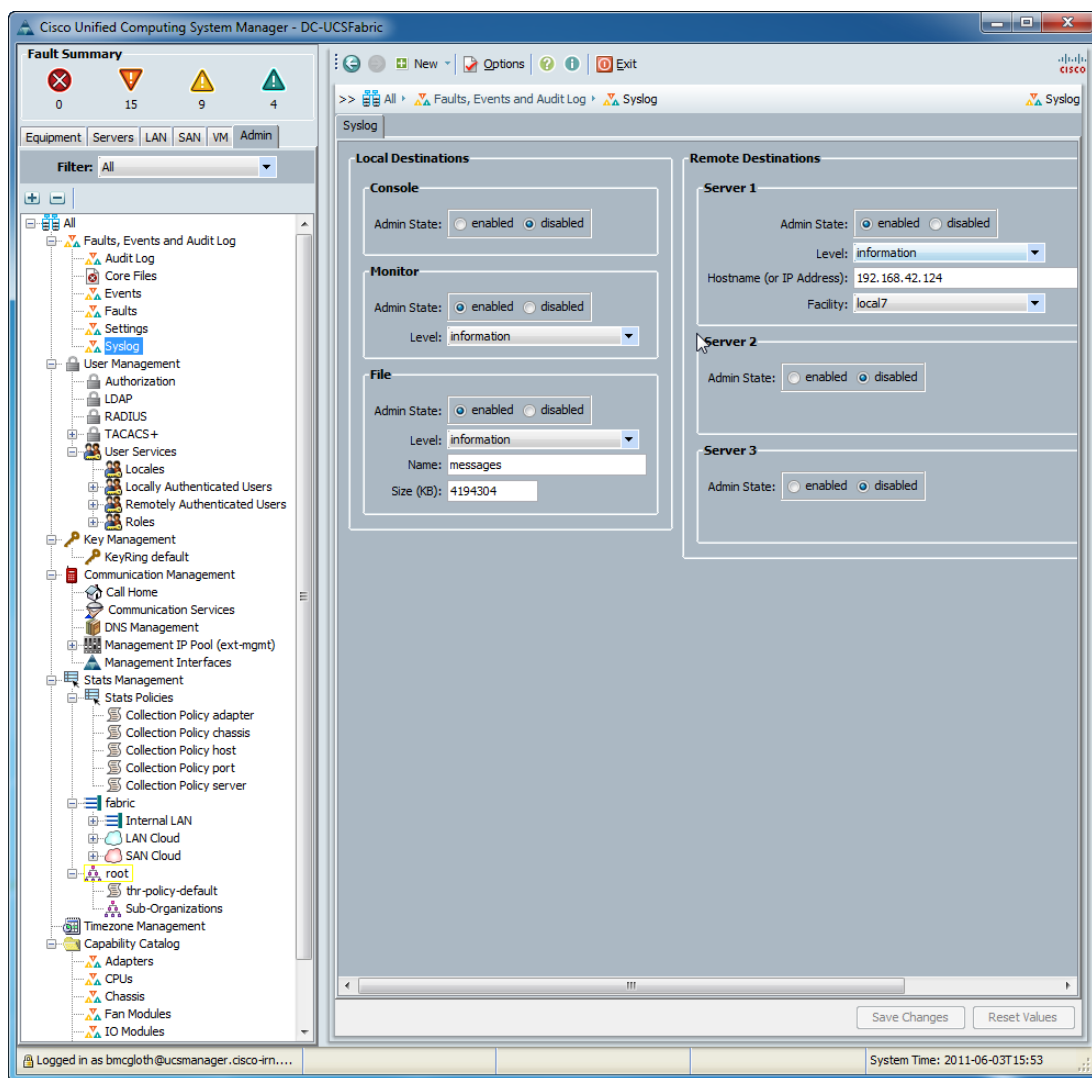 Cisco Unified Computing System Manager - DC-UCSFabric
Fault Summary
0 15 9 4
Equipment Servers LAN SAN VM Admin
Filter: All
All
Faults, Events and Audit Log
Audit Log
Core Files
Events
Faults
Settings
Syslog
User Management
Authorization
LDAP
RADIUS
TACACS+
User Services
Locales
Locally Authenticated Users
Remotely Authenticated Users
Roles
Key Management
KeyRing default
Communication Management
Call Home
Communication Services
DNS Management
Management IP Pool (ext-mgmt)
Management Interfaces
Stats Management
Stats Policies
Collection Policy adapter
Collection Policy chassis
Collection Policy host
Collection Policy port
Collection Policy server
fabric
Internal LAN
LAN Cloud
SAN Cloud
root
thr-policy-default
Sub-Organizations
Timezone Management
Capability Catalog
Adapters
CPUs
Chassis
Fan Modules
IO Modules
New Options Exit
CISCO
>> All Faults, Events and Audit Log Syslog Syslog
Syslog
Local Destinations
Console
Admin State: enabled disabled
Monitor
Admin State: enabled disabled
Level: information
File
Admin State: enabled disabled
Level: information
Name: messages
Size (KB): 4194304
Remote Destinations
Server 1
Admin State: enabled disabled
Level: information
Hostname (or IP Address): 192.168.42.124
Facility: local7
Server 2
Admin State: enabled disabled
Server 3
Admin State: enabled disabled
Save Changes Reset Values
Logged in as bmcgloth@ucsmanager.cisco-irn....
System Time: 2011-06-03T15:53